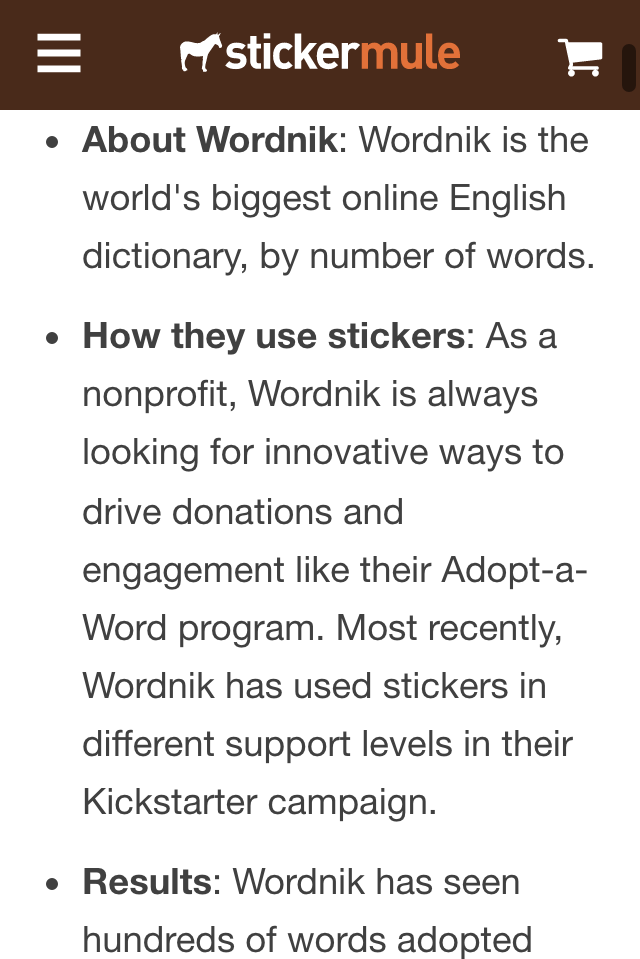 stickermule
• About Wordnik: Wordnik is the
world's biggest online English
dictionary, by number of words.
• How they use stickers: As a
nonprofit, Wordnik is always
looking for innovative ways to
drive donations and
engagement like their Adopt-a-
Word program. Most recently,
Wordnik has used stickers in
different support levels in their
Kickstarter campaign.
• Results: Wordnik has seen
hundreds of words adopted